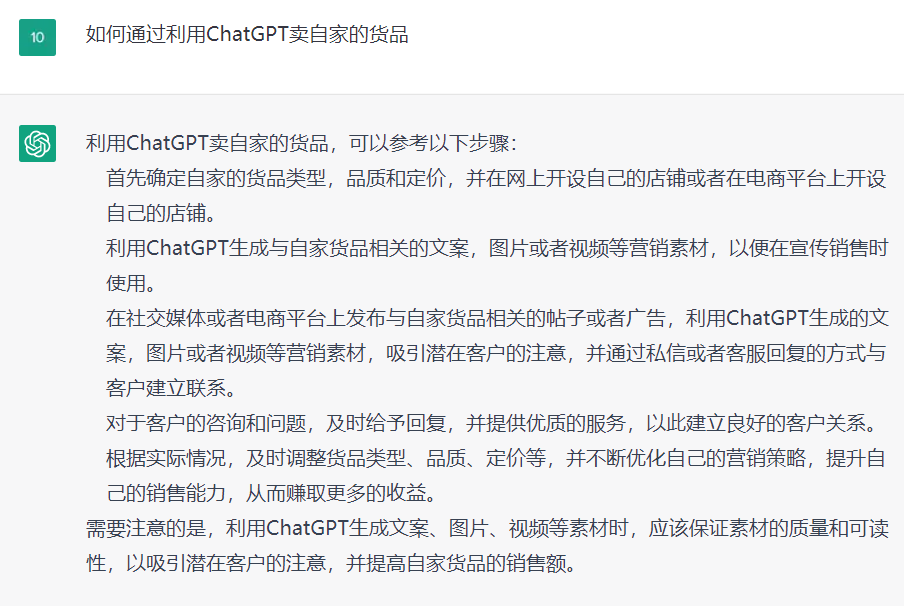 10
如何通过利用ChatGPT卖自家的货品
利用ChatGPT卖自家的货品，可以参考以下步骤：
首先确定自家的货品类型，品质和定价，并在网上开设自己的店铺或者在电商平台上开设
自己的店铺。
利用ChatGPT生成与自家货品相关的文案，图片或者视频等营销素材，以便在宣传销售时
使用。
在社交媒体或者电商平台上发布与自家货品相关的帖子或者广告，利用ChatGPT生成的文
案，图片或者视频等营销素材，吸引潜在客户的注意，并通过私信或者客服回复的方式与
客户建立联系。
对于客户的咨询和问题，及时给予回复，并提供优质的服务，以此建立良好的客户关系。
根据实际情况，及时调整货品类型、品质、定价等，并不断优化自己的营销策略，提升自
己的销售能力，从而赚取更多的收益。
需要注意的是，利用ChatGPT生成文案、图片、视频等素材时，应该保证素材的质量和可读
性，以吸引潜在客户的注意，并提高自家货品的销售额。